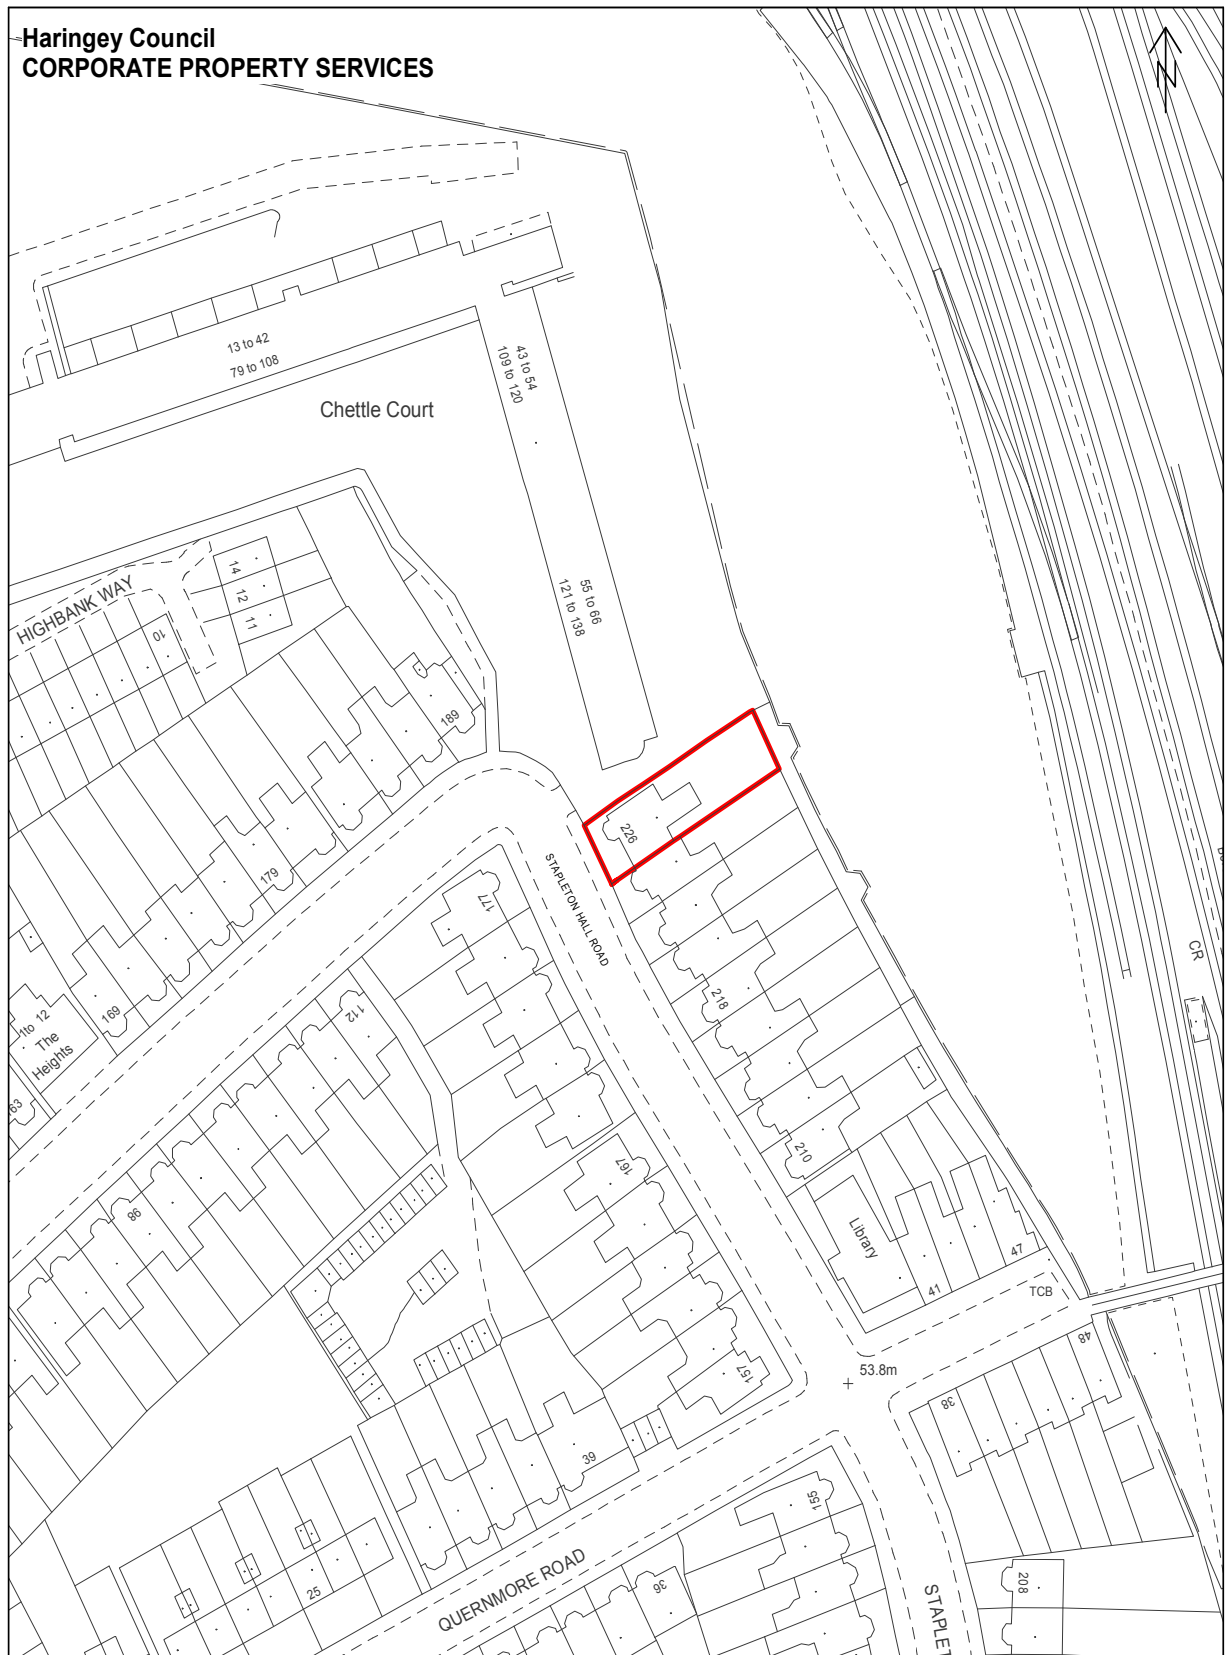 Haringey Council
CORPORATE PROPERTY SERVICES
N
13 to 42
79 to 108
43 to 54
109 to 120
Chettle Court
HIGHBANK WAY
14
12
11
10
55 to 66
121 to 138
189
226
179
177
STAPLETON HALL ROAD
218
CR
169
1to 12
The
Heights
63
112
98
167
210
Library
47
41
TCB
48
53.8m
157
38
39
155
25
36
208
QUERNMORE ROAD
STAPLET